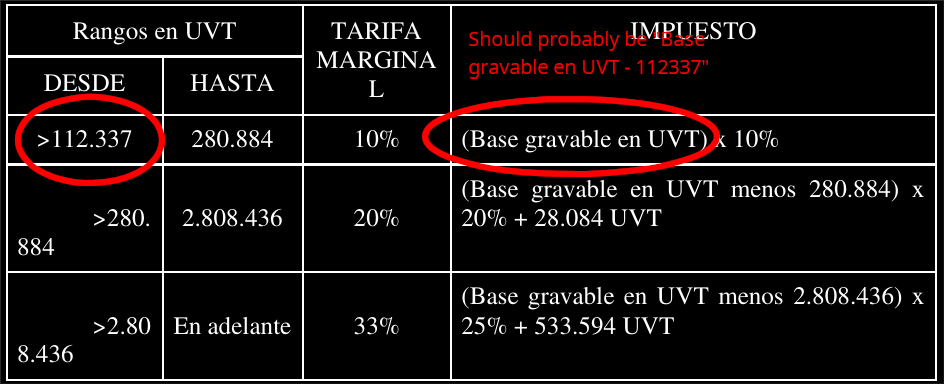 Rangos en UVT
TARIFA
MARGINA
L
IMPUESTO
Should probably be "Base
gravable en UVT - 112337"
DESDE
HASTA
>112.337
280.884
10%
(Base gravable en UVT) x 10%
>280.
884
2.808.436
20%
(Base gravable en UVT menos 280.884) x
20% + 28.084 UVT
>2.80
8.436
En adelante
33%
(Base gravable en UVT menos 2.808.436) x
25% + 533.594 UVT